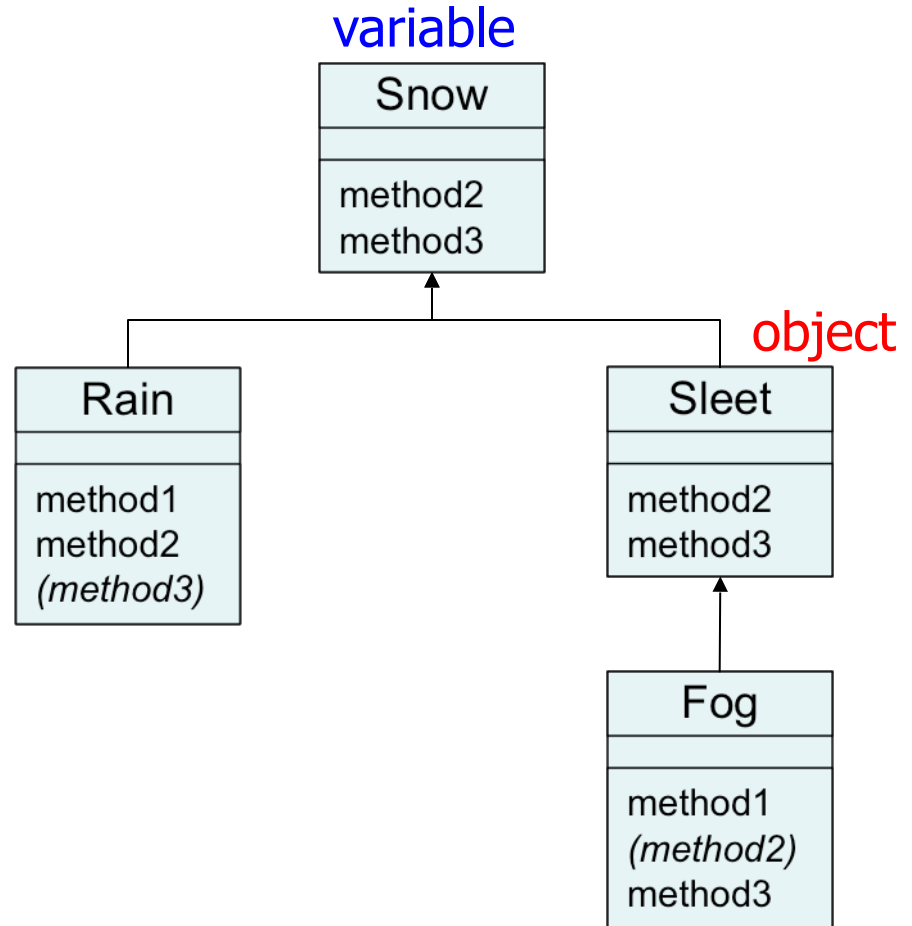 variable
Snow
method2
method3
object
Rain
method1
method2
(method3)
Sleet
method2
method3
Fog
method1
(method2)
method3